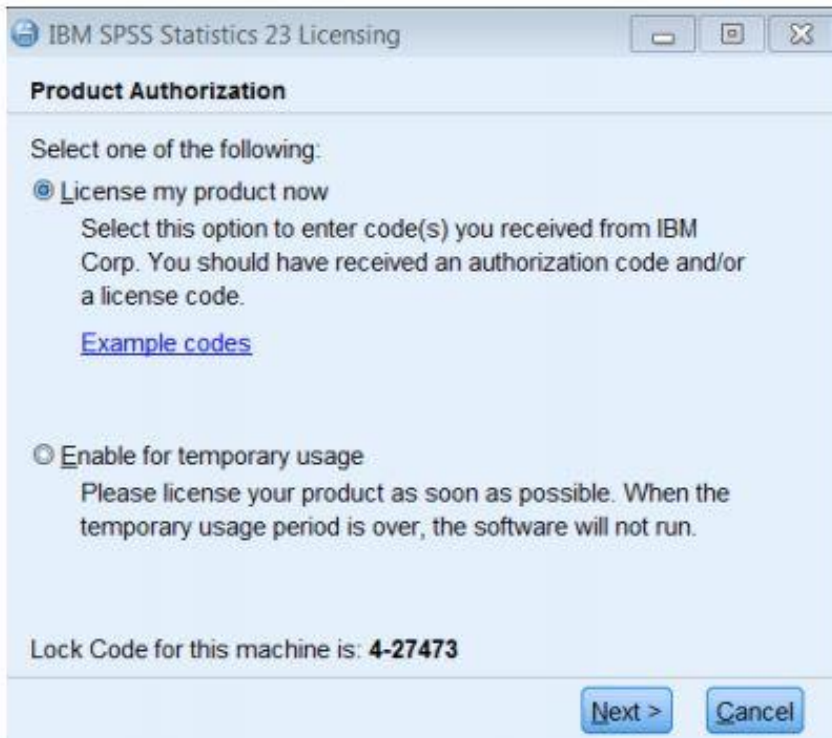 IBM SPSS Statistics 23 Licensing
Product Authorization
Select one of the following:
License my product now
Select this option to enter code(s) you received from IBM
Corp. You should have received an authorization code and/or
a license code.
Example codes
Enable for temporary usage
Please license your product as soon as possible. When the
temporary usage period is over, the software will not run.
Lock Code for this machine is: 4-27473
Next > Cancel